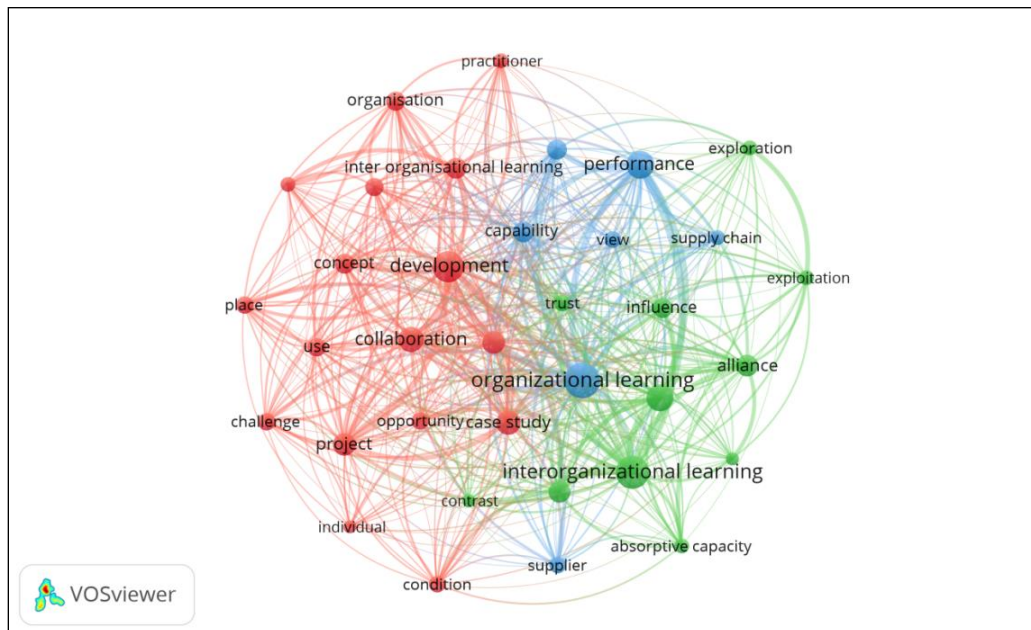 practitioner
organisation
exploration
inter organisational learning
performance
capability
view
supply chain
concept
development
exploitation
place
trust
influence
use
collaboration
alliance
organizational learning
challenge
opportunity
case study
project
interorganizational learning
contrast
individual
absorptive capacity
supplier
condition
VOSviewer